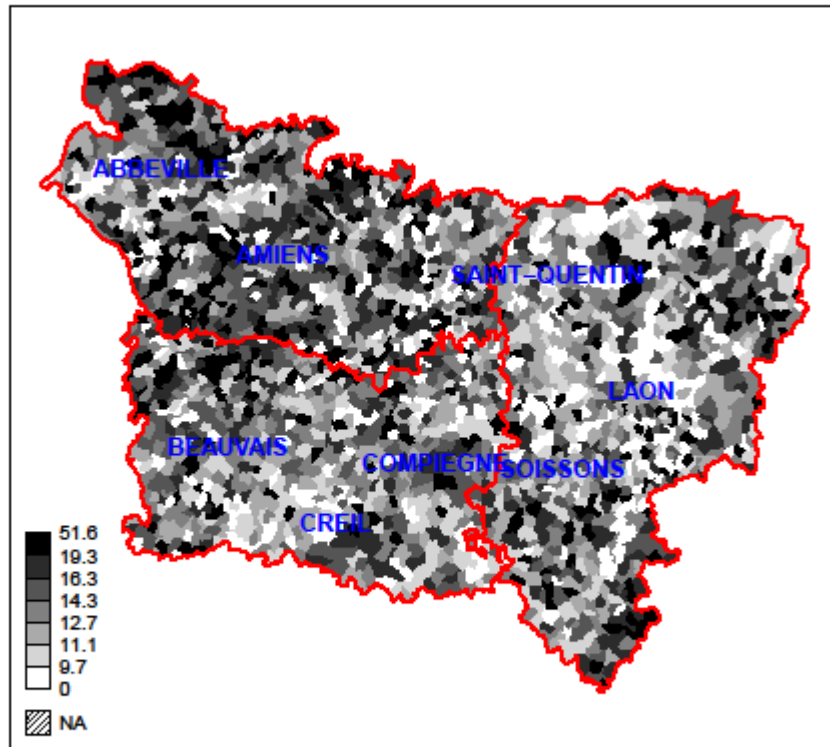 ABBEVILLE
AMIENS
SAINT−QUENTIN
LAON
BEAUVAIS
COMPIEGNE
SOISSONS
CREIL
51.6
19.3
16.3
14.3
12.7
11.1
9.7
0
NA